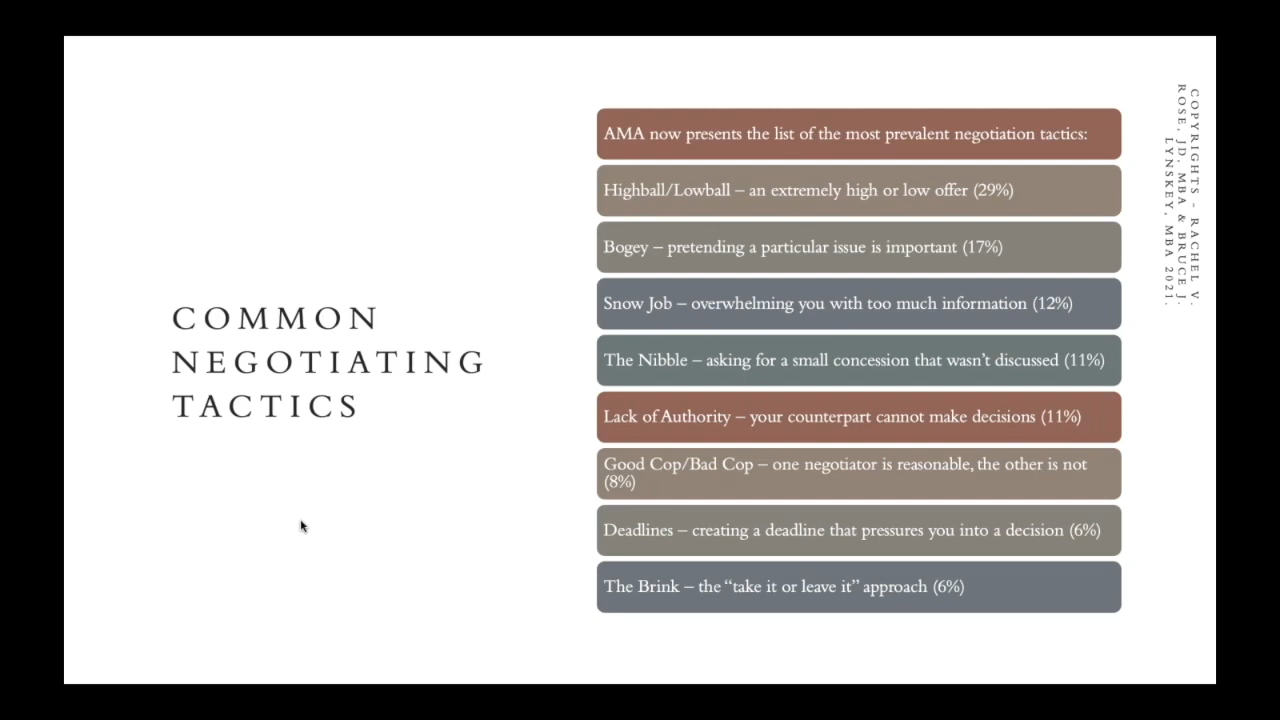 COMMON
NEGOTIATING
TACTICS
AMA now presents the list of the most prevalent negotiation tactics:
Highball/Lowball – an extremely high or low offer (29%)
Bogey – pretending a particular issue is important (17%)
Snow Job – overwhelming you with too much information (12%)
The Nibble – asking for a small concession that wasn’t discussed (11%)
Lack of Authority – your counterpart cannot make decisions (11%)
Good Cop/Bad Cop – one negotiator is reasonable, the other is not
(8%)
Deadlines – creating a deadline that pressures you into a decision (6%)
The Brink – the “take it or leave it” approach (6%)
COPYRIGHTS - RACHEL V.
ROSE, JD, MBA & BRUCE J.
LYNSKEY, MBA 2021.